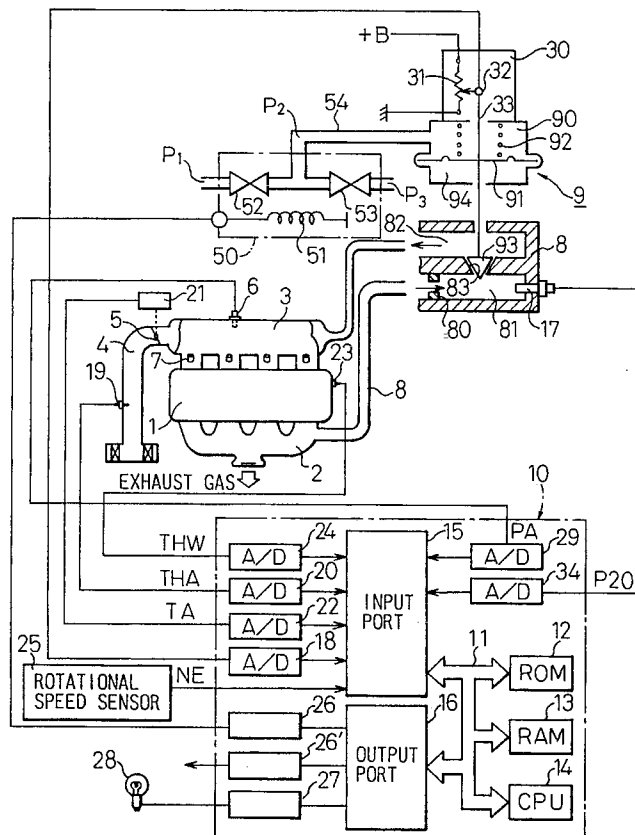 +B
30
31
32
33
90
92
P2
54
P1
52
53
P3
94
91
9
50
51
82
93
8
83
80
81
17
21
6
3
5
4
7
23
19
1
8
2
EXHAUST GAS
10
THW
24
A/D
15
PA
A/D
29
THA
20
A/D
INPUT PORT
34
A/D
P20
TA
22
A/D
11
12
ROM
25
18
A/D
ROTATIONAL SPEED SENSOR
NE
13
RAM
26
16
OUTPUT PORT
26'
14
CPU
28
27